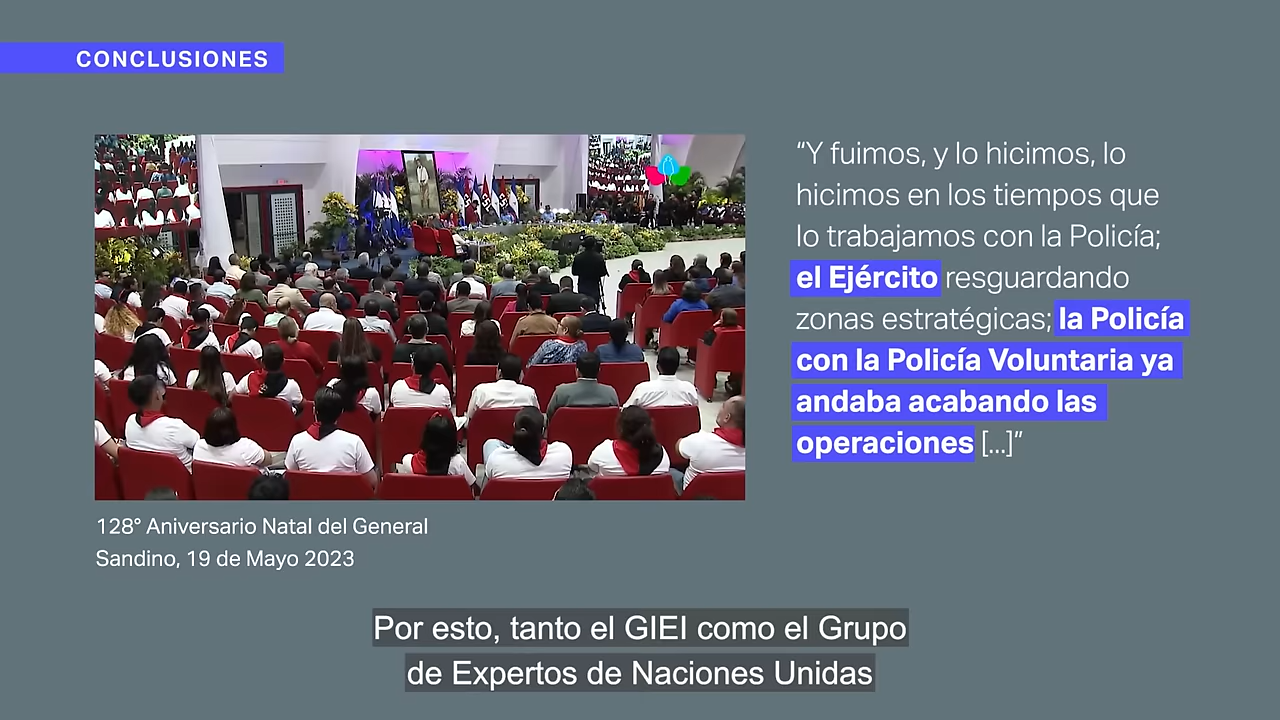 CONCLUSIONES
“Y fuimos, y lo hicimos, lo
hicimos en los tiempos que
lo trabajamos con la Policía;
el Ejército resguardando
zonas estratégicas; la Policía
con la Policía Voluntaria ya
andaba acabando las
operaciones [...]”
128° Aniversario Natal del General
Sandino, 19 de Mayo 2023
Por esto, tanto el GIEI como el Grupo
de Expertos de Naciones Unidas